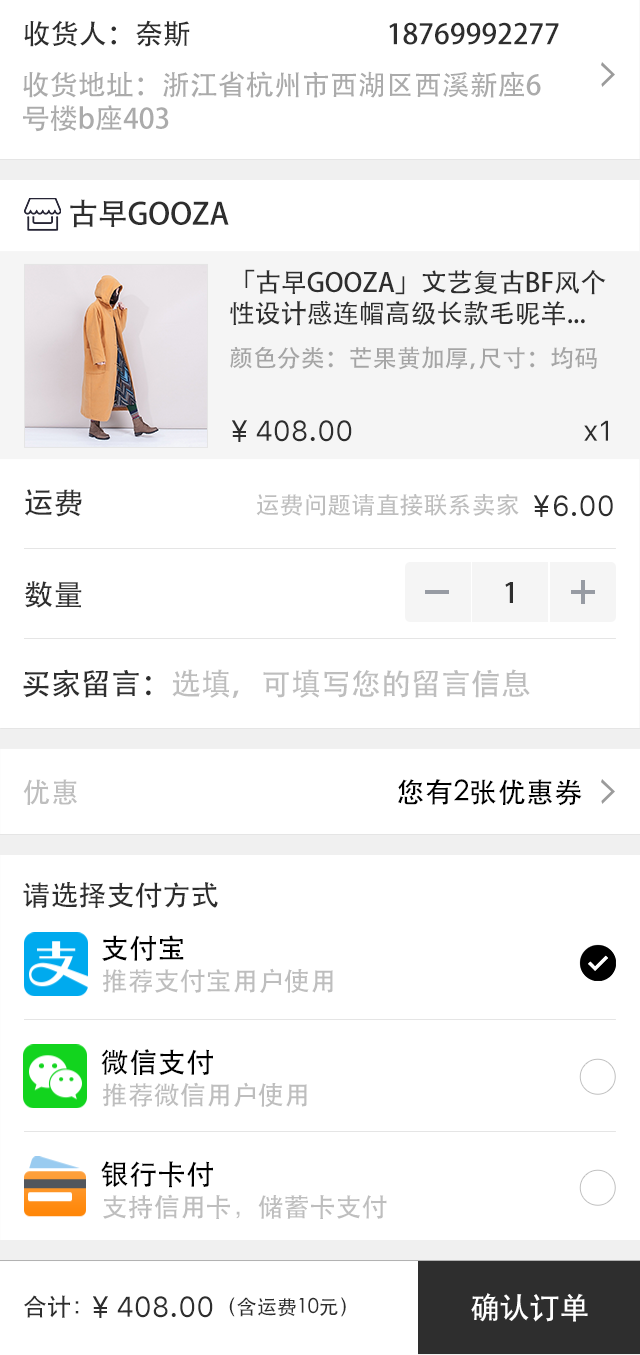 收货人：奈斯 18769992277
收货地址：浙江省杭州市西湖区西溪新座6
号楼b座403
古早GOOZA
「古早GOOZA」文艺复古BF风个
性设计感连帽高级长款毛呢羊...
颜色分类：芒果黄加厚,尺寸：均码
¥ 408.00 x1
运费 运费问题请直接联系卖家 ¥6.00
数量 1
买家留言：选填，可填写您的留言信息
优惠 您有2张优惠券
请选择支付方式
支付宝
推荐支付宝用户使用
微信支付
推荐微信用户使用
银行卡付
支持信用卡，储蓄卡支付
合计：¥ 408.00（含运费10元） 确认订单